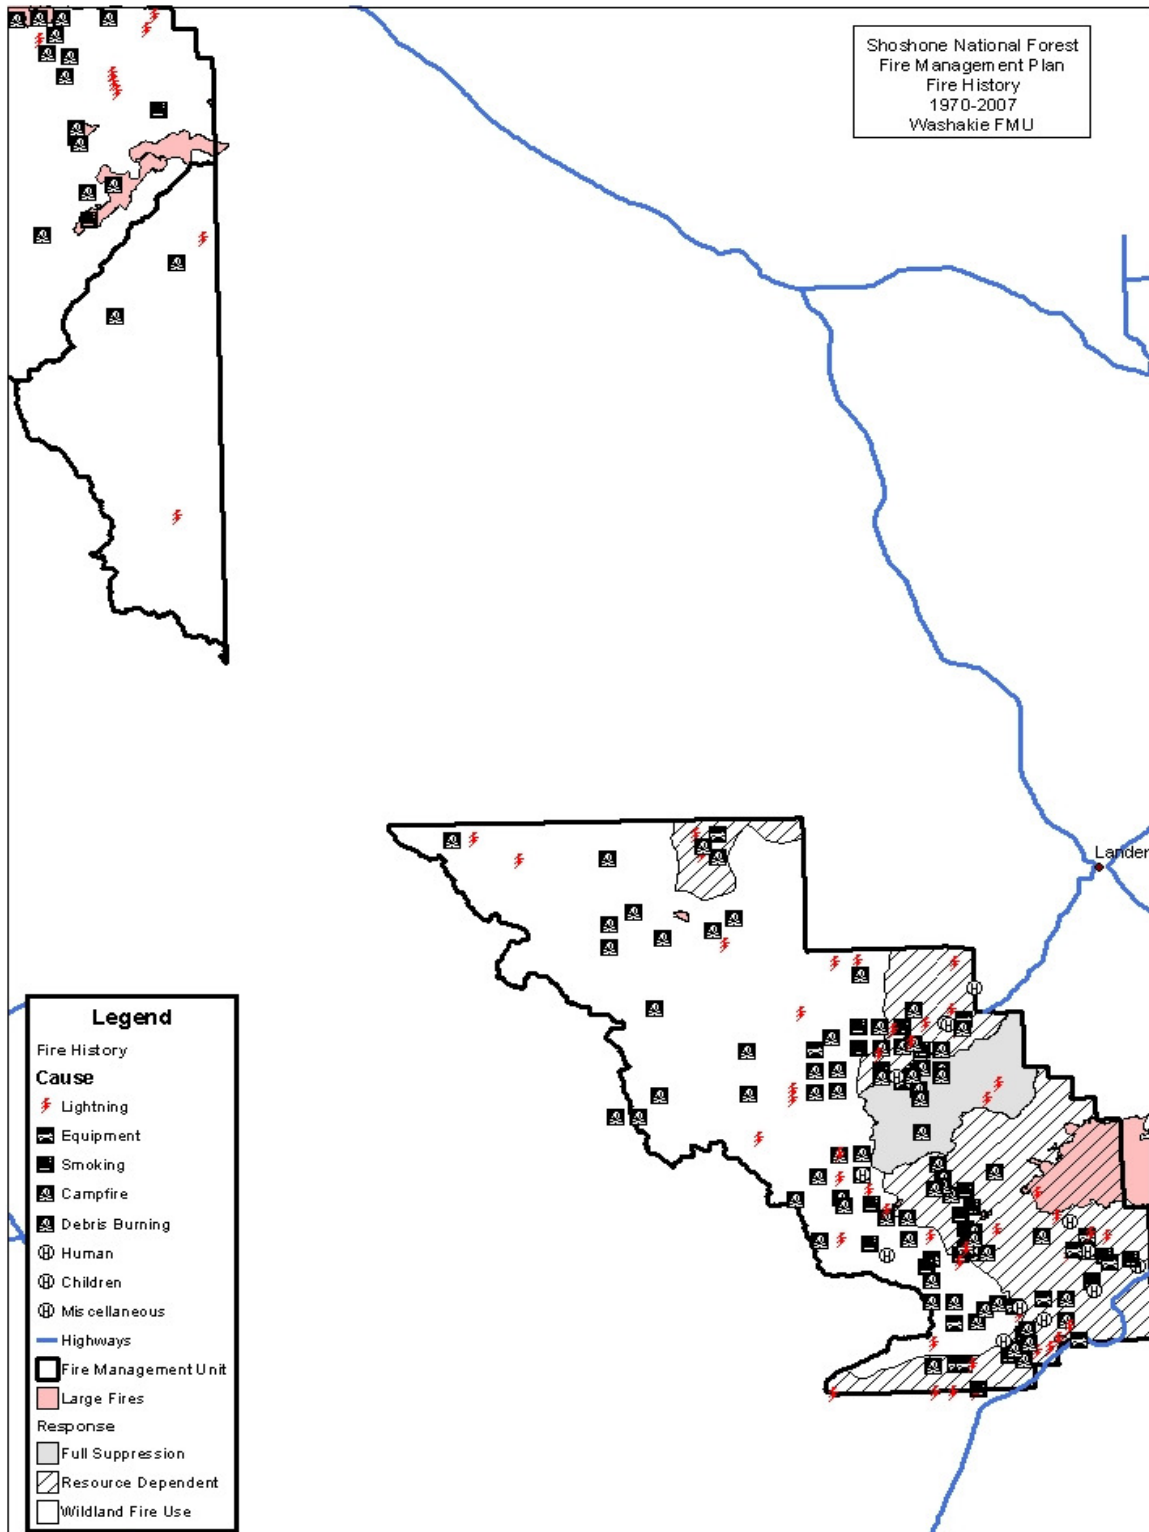 Shoshone National Forest
Fire Management Plan
Fire History
1970-2007
Washakie FMU
Lander
Legend
Fire History
Cause
Lightning
Equipment
Smoking
Campfire
Debris Burning
Human
Children
Miscellaneous
Highways
Fire Management Unit
Large Fires
Response
Full Suppression
Resource Dependent
Wildland Fire Use